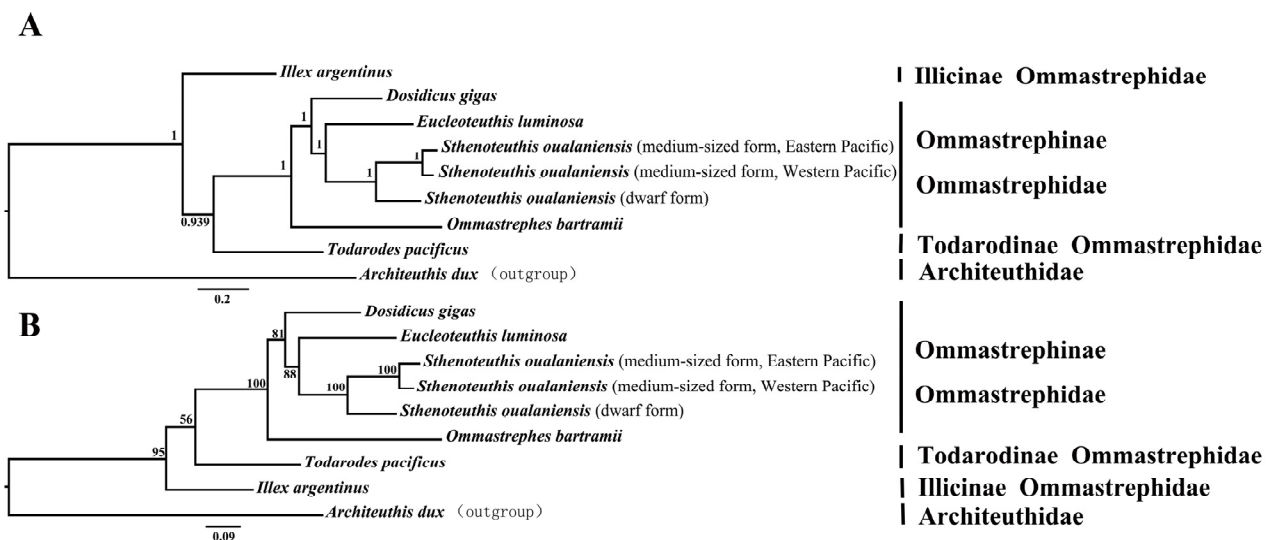 A
Illex argentinus
Illicinae Ommastrephidae
Dosidicus gigas
1
Eucleoteuthis luminosa
1
1
Ommastrephinae
Sthenoteuthis oualaniensis (medium-sized form, Eastern Pacific)
1
1
Sthenoteuthis oualaniensis (medium-sized form, Western Pacific)
1
Ommastrephidae
Sthenoteuthis oualaniensis (dwarf form)
0.939
Ommastrephes bartramii
Todarodes pacificus
Todarodinae Ommastrephidae
Architeuthis dux (outgroup)
Architeuthidae
0.2
B
Dosidicus gigas
81
Eucleoteuthis luminosa
Ommastrephinae
Sthenoteuthis oualaniensis (medium-sized form, Eastern Pacific)
88
100
100
100
Sthenoteuthis oualaniensis (medium-sized form, Western Pacific)
Ommastrephidae
Sthenoteuthis oualaniensis (dwarf form)
56
Ommastrephes bartramii
95
Todarodes pacificus
Todarodinae Ommastrephidae
Illex argentinus
Illicinae Ommastrephidae
Architeuthis dux (outgroup)
Architeuthidae
0.09